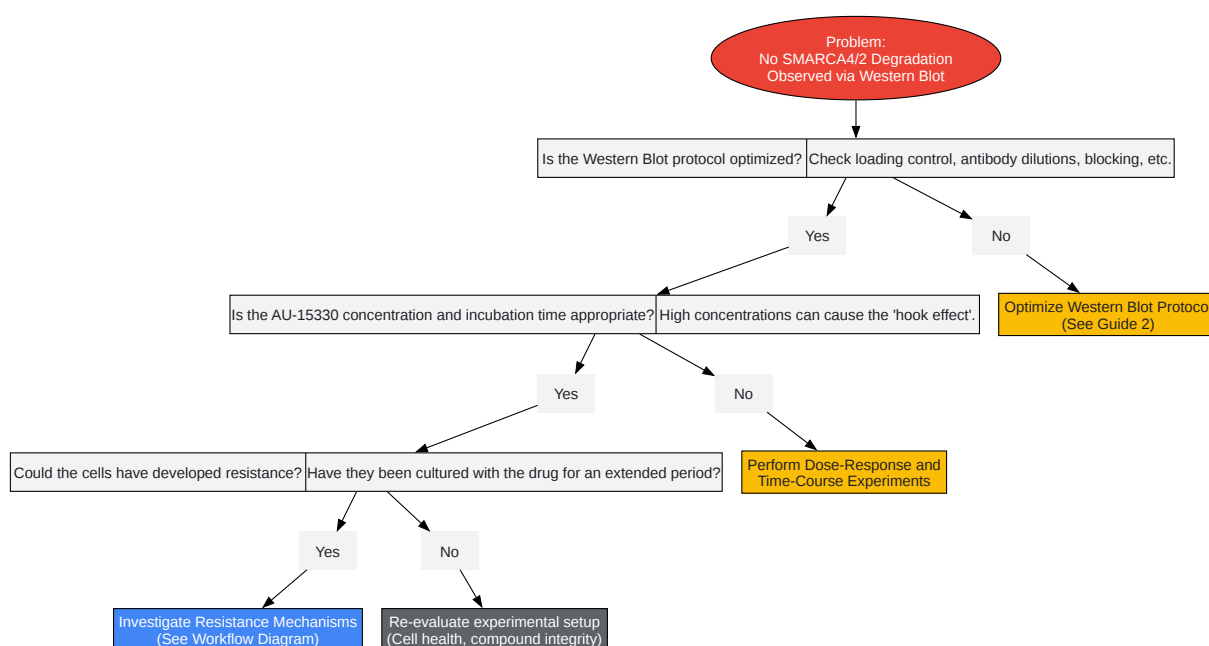 Problem:
No SMARCA4/2 Degradation
Observed via Western Blot
Is the Western Blot protocol optimized?
Check loading control, antibody dilutions, blocking, etc.
Yes
No
Is the AU-15330 concentration and incubation time appropriate?
High concentrations can cause the 'hook effect'.
Optimize Western Blot Protoco
(See Guide 2)
Yes
No
Could the cells have developed resistance?
Have they been cultured with the drug for an extended period?
Perform Dose-Response and
Time-Course Experiments
Yes
No
Investigate Resistance Mechanisms
(See Workflow Diagram)
Re-evaluate experimental setup
(Cell health, compound integrity)